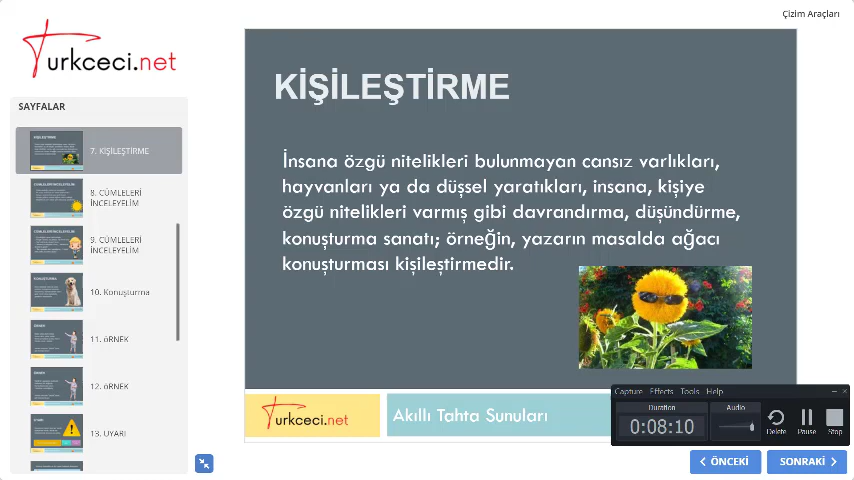 Çizim Araçları
Turkceci.net
SAYFALAR
7. KİŞİLEŞTİRME
8. CÜMLELERİ
İNCELEYELİM
9. CÜMLELERİ
İNCELEYELİM
10. Konuşturma
11. öRNEK
12. öRNEK
13. UYARI
KİŞİLEŞTİRME
İnsana özgü nitelikleri bulunmayan cansız varlıkları,
hayvanları ya da düşsel yaratıkları, insana, kişiye
özgü nitelikleri varmış gibi davrandırma, düşündürme,
konuşturma sanatı; örneğin, yazarın masalda ağacı
konuşturması kişileştirmedir.
Turkceci.net
Akıllı Tahta Sunuları
Capture Effects Tools Help
Duration
Audio
0:08:10
Delete
Pause
Stop
ÖNCEKİ
SONRAKİ